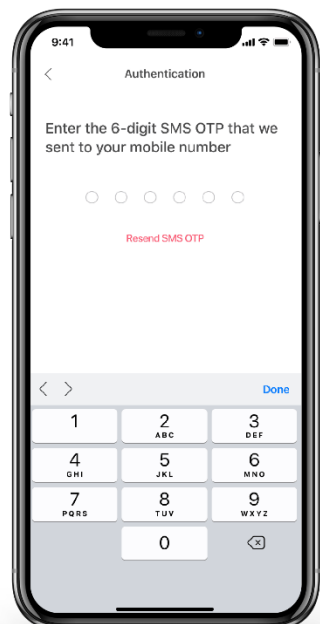 9:41
Authentication
Enter the 6-digit SMS OTP that we
sent to your mobile number
Resend SMS OTP
Done
1
2
ABC
3
DEF
4
GHI
5
JKL
6
MNO
7
PQRS
8
TUV
9
WXYZ
0